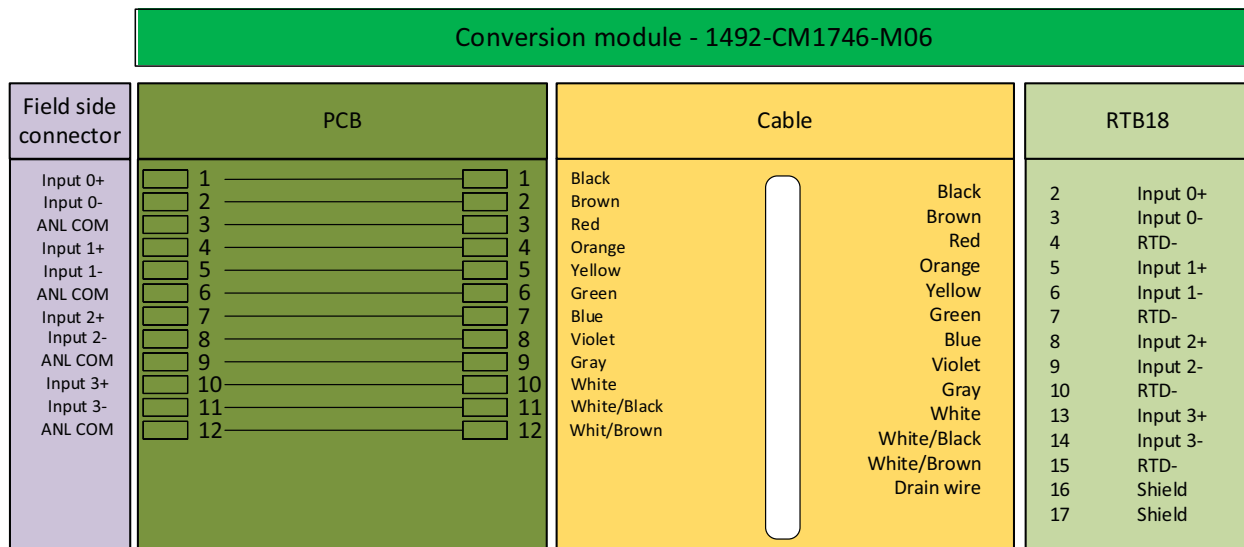 Conversion module - 1492-CM1746-M06
Field side connector PCB Cable RTB18
Input 0+ 1 1 Black Black 2 Input 0+
Input 0- 2 2 Brown Brown 3 Input 0-
ANL COM 3 3 Red Red 4 RTD-
Input 1+ 4 4 Orange Orange 5 Input 1+
Input 1- 5 5 Yellow Yellow 6 Input 1-
ANL COM 6 6 Green Green 7 RTD-
Input 2+ 7 7 Blue Blue 8 Input 2+
Input 2- 8 8 Violet Violet 9 Input 2-
ANL COM 9 9 Gray Gray 10 RTD-
Input 3+ 10 10 White White 13 Input 3+
Input 3- 11 11 White/Black White/Black 14 Input 3-
ANL COM 12 12 Whit/Brown White/Brown 15 RTD-
Drain wire 16 Shield
17 Shield